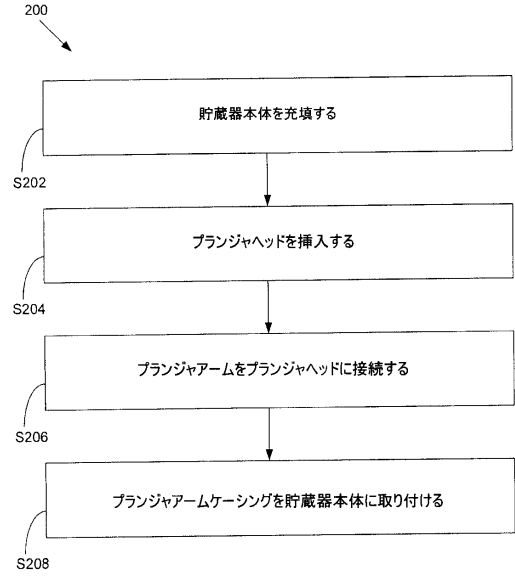 200
貯蔵器本体を充填する
S202
プランジャヘッドを挿入する
S204
プランジャアームをプランジャヘッドに接続する
S206
プランジャアームケーシングを貯蔵器本体に取り付ける
S208